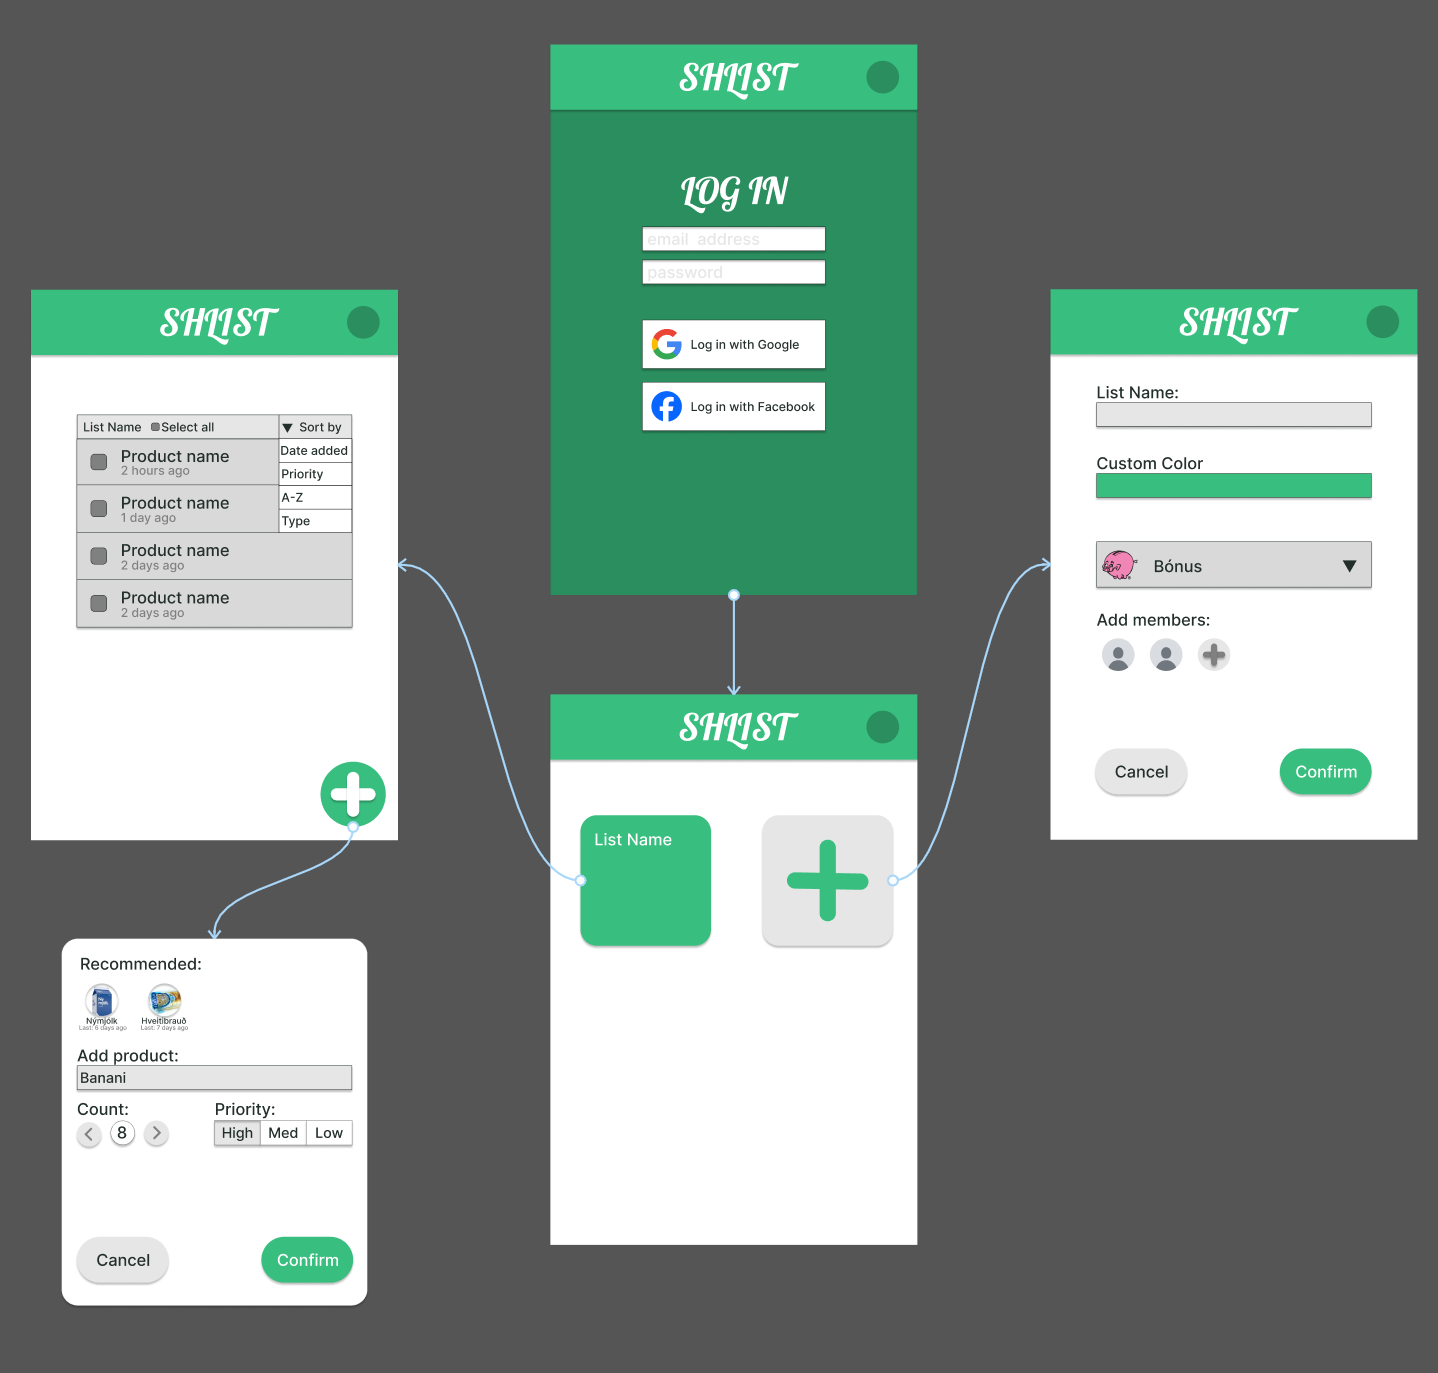 SHLIST
LOG IN
email address
password
Log in with Google
Log in with Facebook
SHLIST
List Name Select all
Sort by
Date added
Priority
A-Z
Type
Product name
2 hours ago
Product name
1 day ago
Product name
2 days ago
Product name
2 days ago
SHLIST
List Name:
Custom Color
Bónus
Add members:
Cancel
Confirm
SHLIST
List Name
Recommended:
Nýmjólk
Last: 6 days ago
Hveitibrauð
Last: 7 days ago
Add product:
Banani
Count:
8
Priority:
High Med Low
Cancel
Confirm